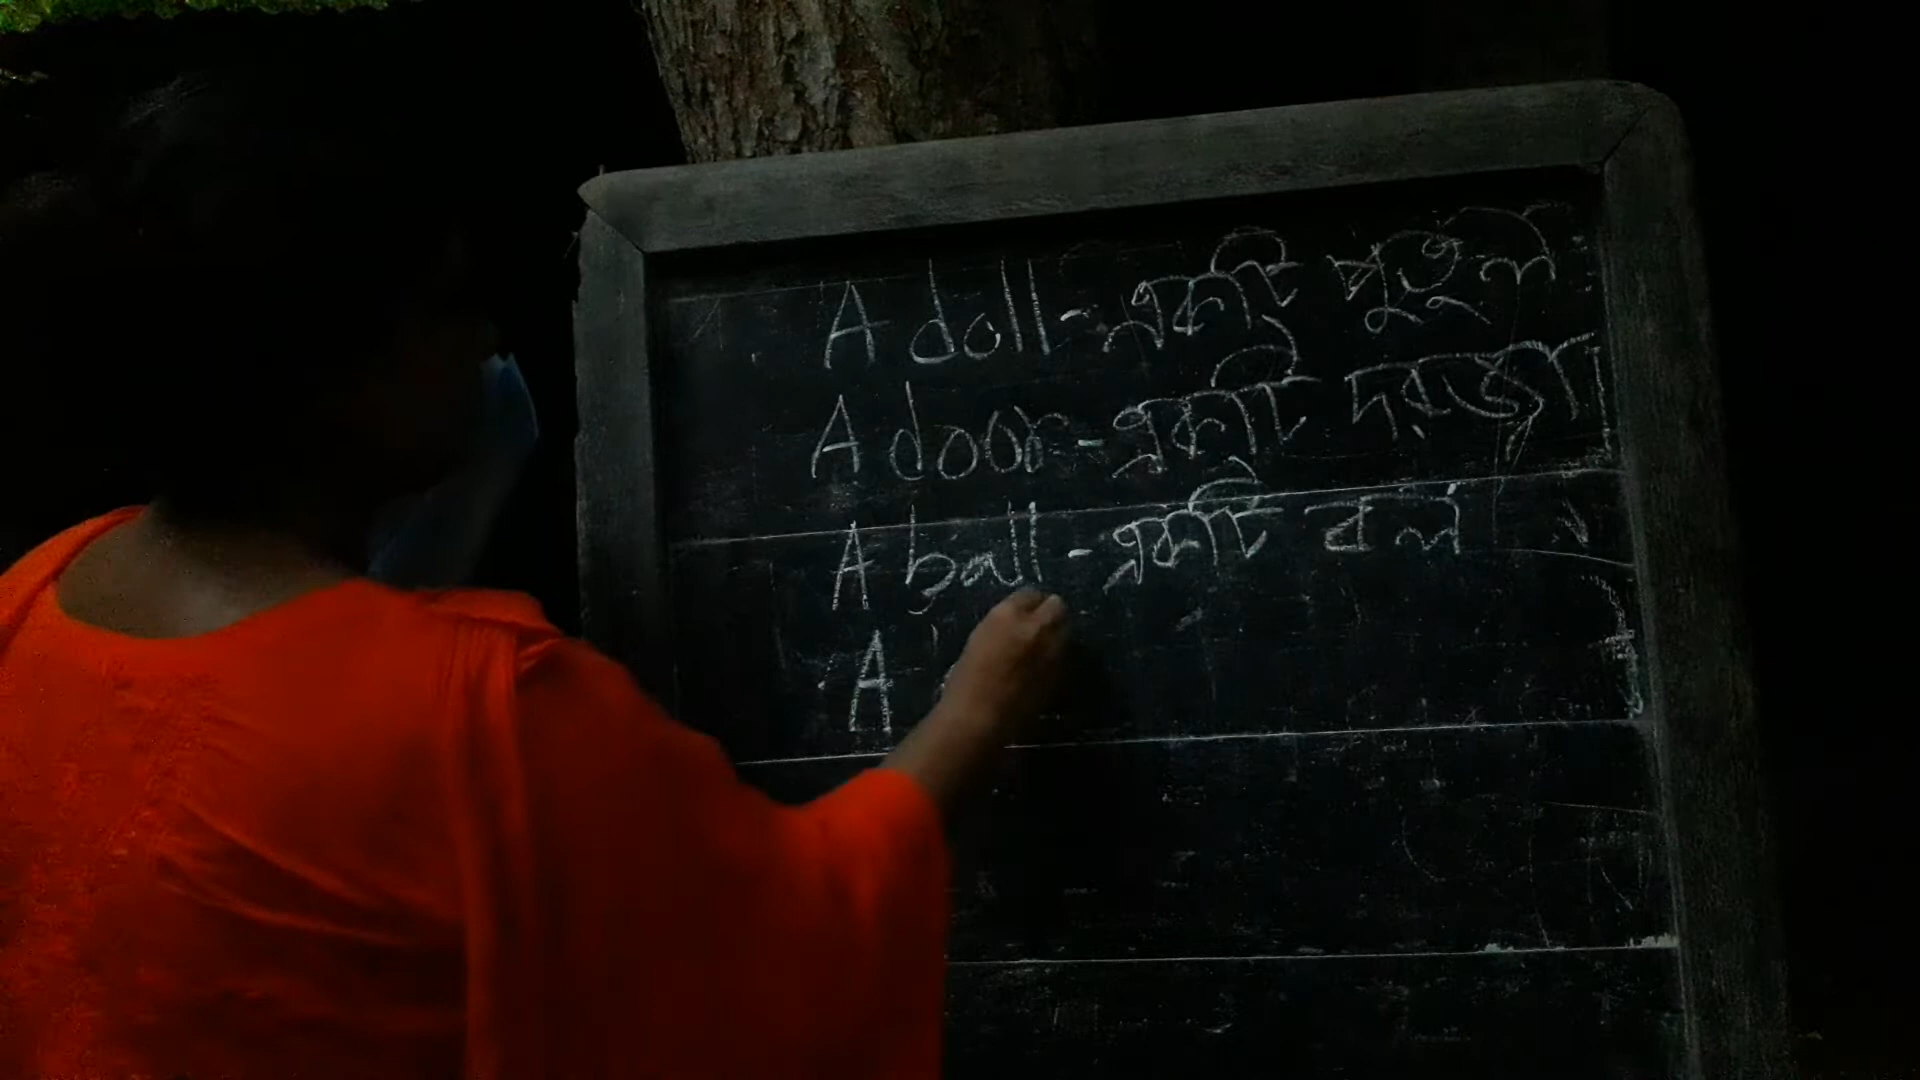 A doll - একটি পুতুল
A door - একটি দরজা
A ball - একটি বল
A